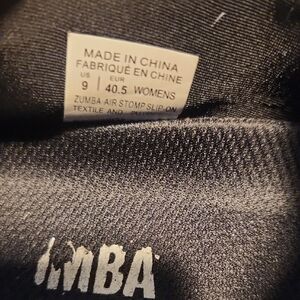 MADE IN CHINA
FABRIQUÉ EN CHINE
US EUR
9 | 40.5 WOMENS
ZUMBA AIR STOMP SLIP-ON
TEXTILE AND
MBA